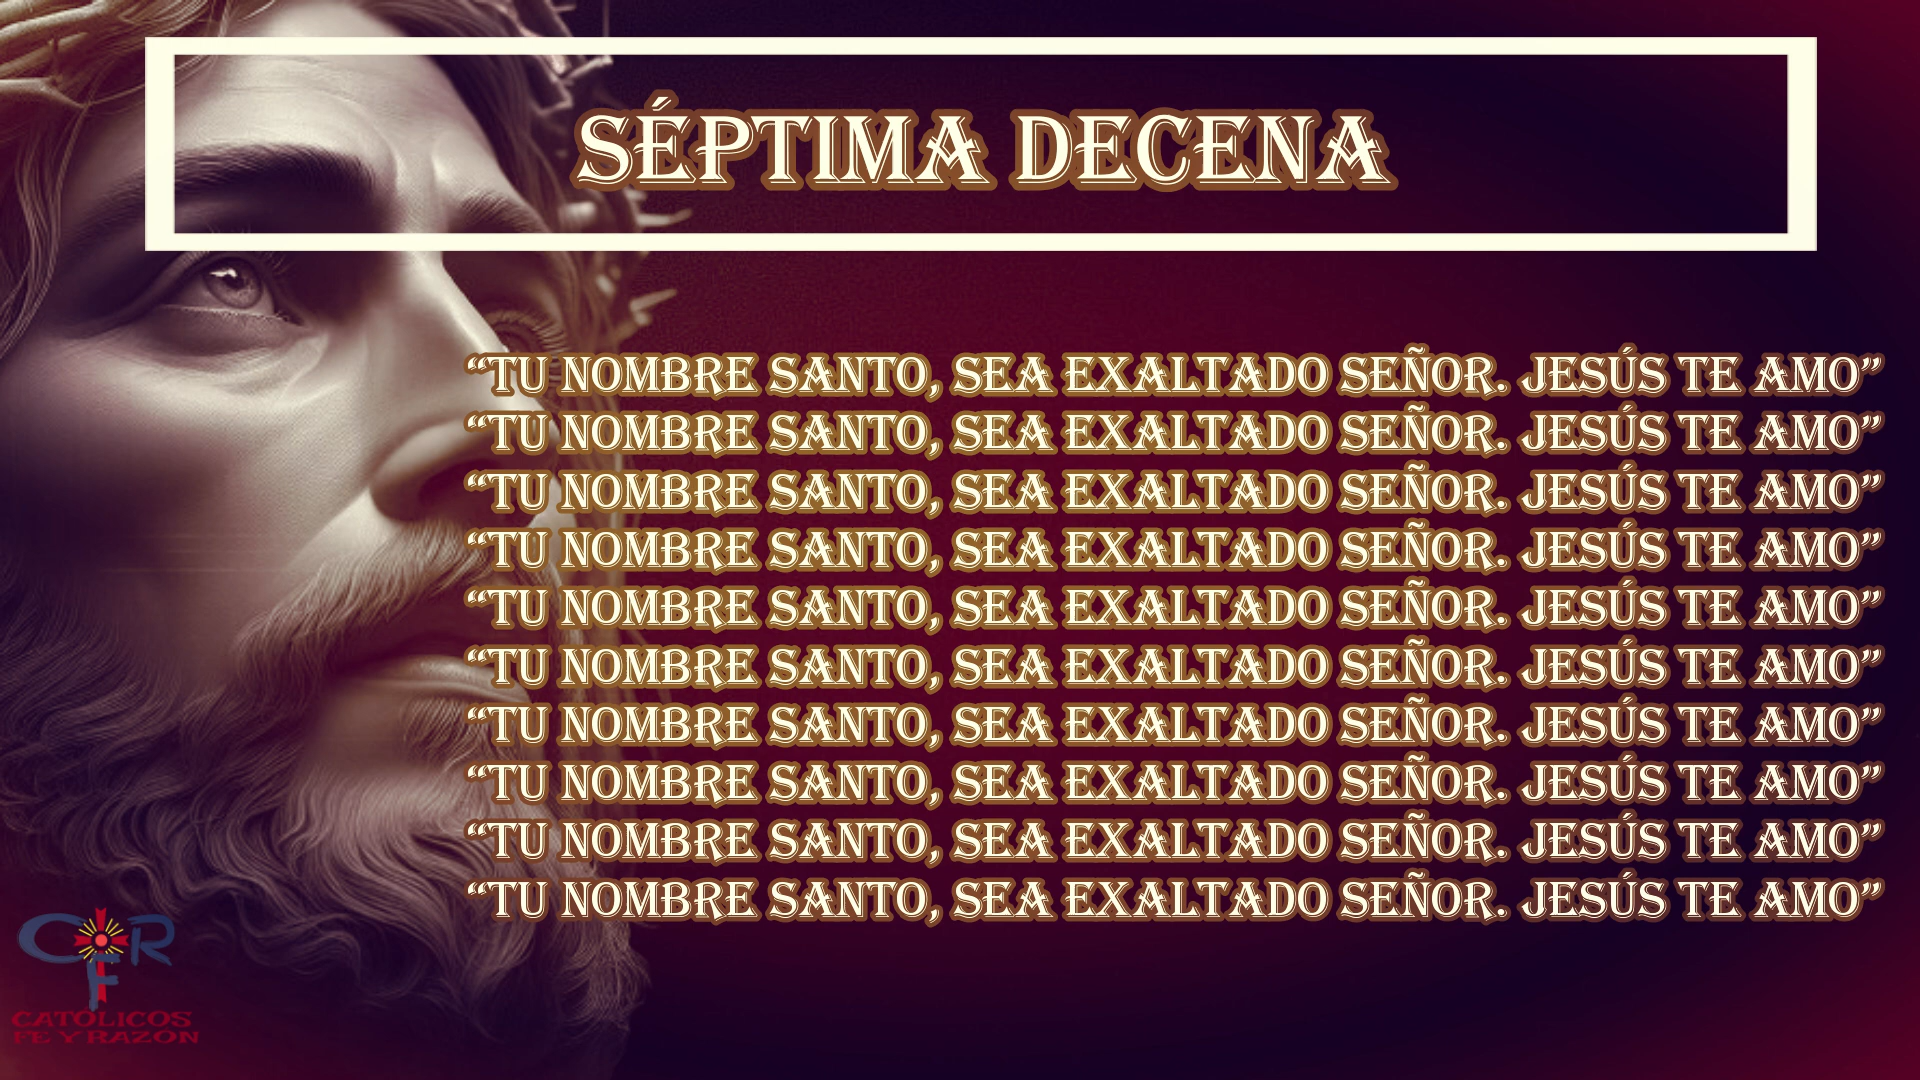 SÉPTIMA DECENA
“TU NOMBRE SANTO, SEA EXALTADO SEÑOR. JESÚS TE AMO”
“TU NOMBRE SANTO, SEA EXALTADO SEÑOR. JESÚS TE AMO”
“TU NOMBRE SANTO, SEA EXALTADO SEÑOR. JESÚS TE AMO”
“TU NOMBRE SANTO, SEA EXALTADO SEÑOR. JESÚS TE AMO”
“TU NOMBRE SANTO, SEA EXALTADO SEÑOR. JESÚS TE AMO”
“TU NOMBRE SANTO, SEA EXALTADO SEÑOR. JESÚS TE AMO”
“TU NOMBRE SANTO, SEA EXALTADO SEÑOR. JESÚS TE AMO”
“TU NOMBRE SANTO, SEA EXALTADO SEÑOR. JESÚS TE AMO”
“TU NOMBRE SANTO, SEA EXALTADO SEÑOR. JESÚS TE AMO”
“TU NOMBRE SANTO, SEA EXALTADO SEÑOR. JESÚS TE AMO”
C R
F
CATÓLICOS
FE Y RAZÓN